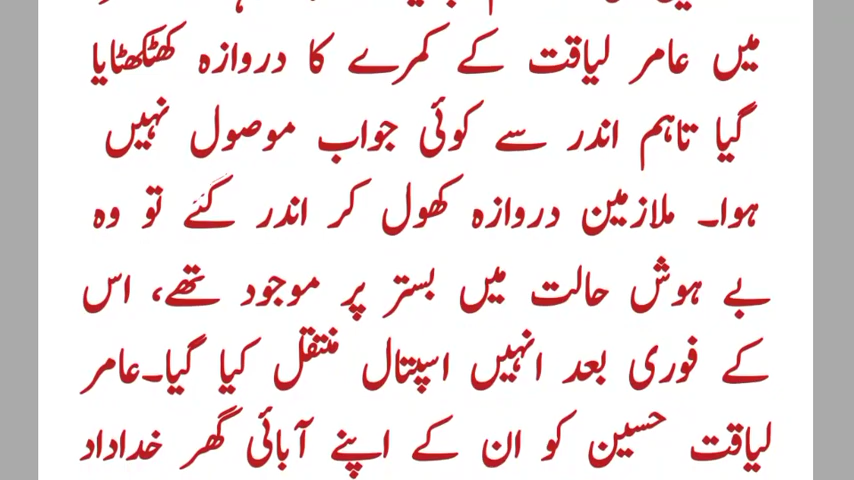 میں عامر لیاقت کے کمرے کا دروازہ کھٹکھٹایا
گیا تاہم اندر سے کوئی جواب موصول نہیں
ہوا۔ ملازمین دروازہ کھول کر اندر گئے تو وہ
بے ہوش حالت میں بستر پر موجود تھے، اس
کے فوری بعد انہیں اسپتال منتقل کیا گیا۔عامر
لیاقت حسین کو ان کے اپنے آبائی گھر خداداد